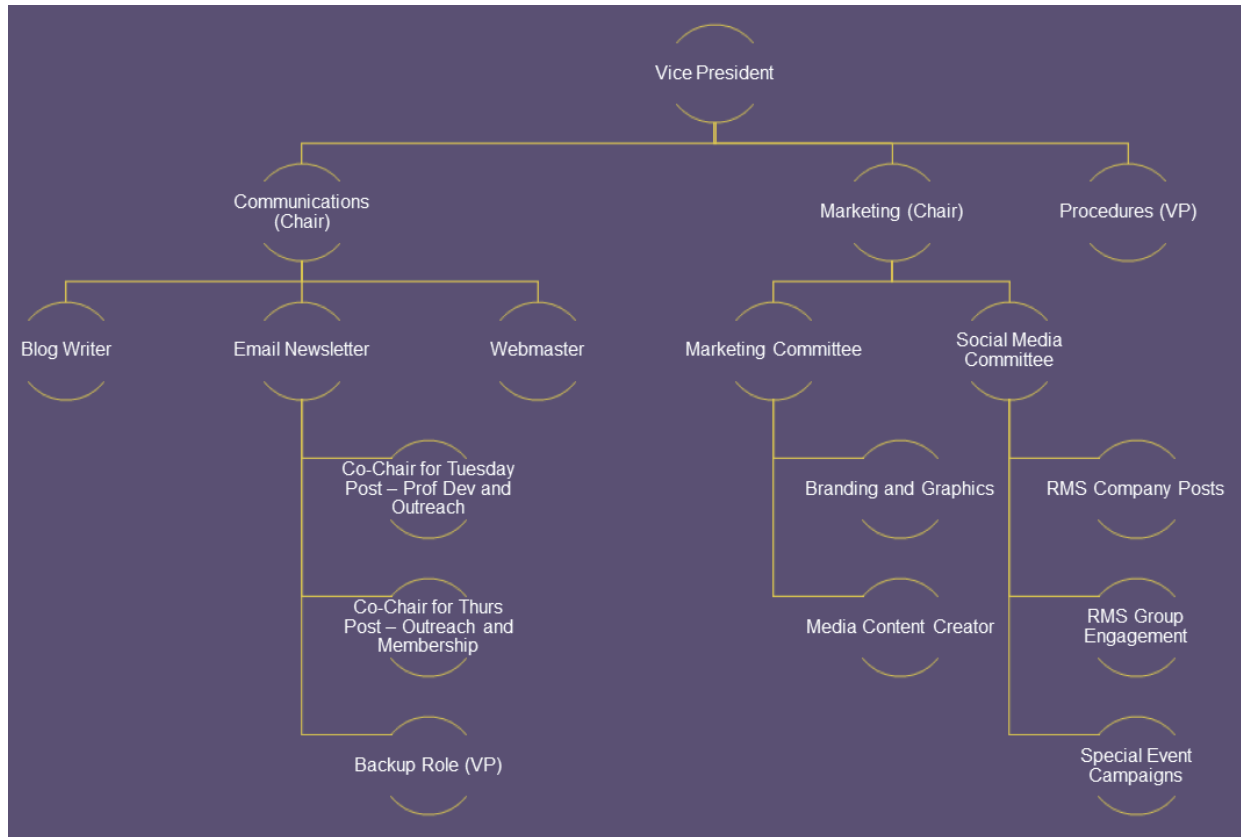 Vice President
Communications
(Chair)
Marketing (Chair)
Procedures (VP)
Blog Writer
Email Newsletter
Webmaster
Marketing Committee
Social Media
Committee
Co-Chair for Tuesday
Post – Prof Dev and
Outreach
Branding and Graphics
RMS Company Posts
Co-Chair for Thurs
Post – Outreach and
Membership
Media Content Creator
RMS Group
Engagement
Backup Role (VP)
Special Event
Campaigns